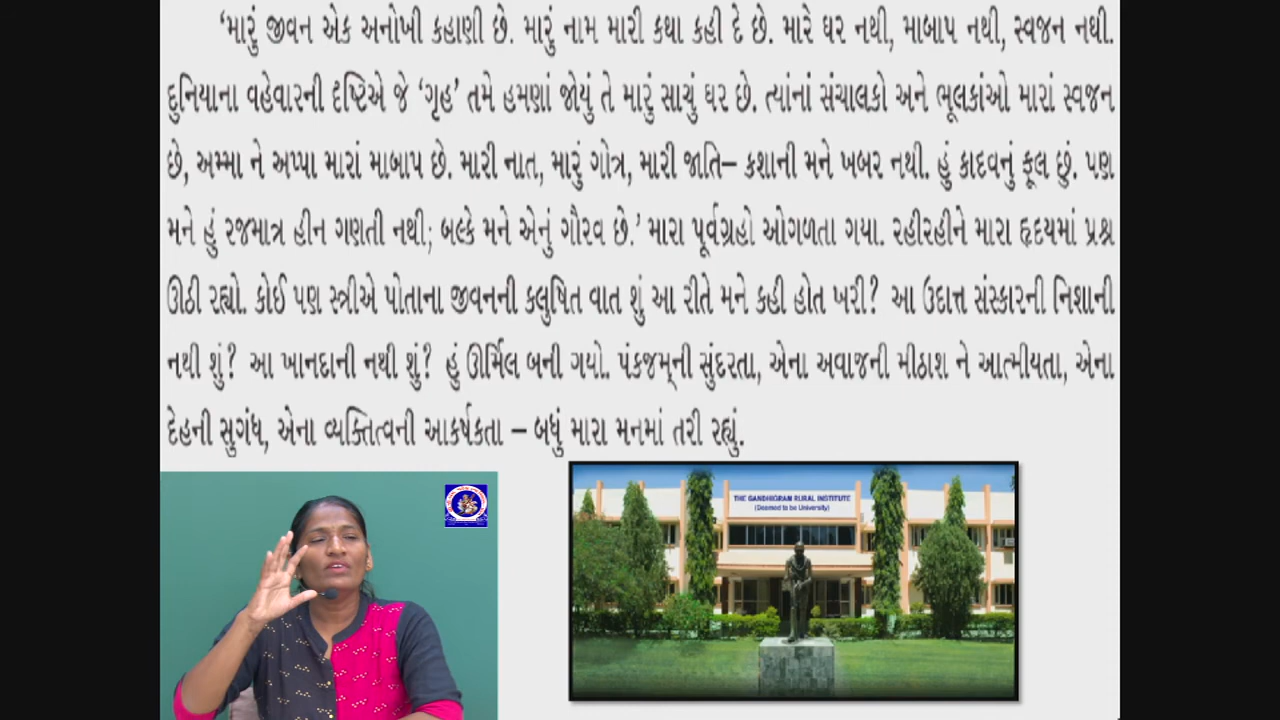 ‘મારું જીવન એક અનોખી કહાણી છે. મારું નામ મારી કથા કહી દે છે. મારે ઘર નથી, માબાપ નથી, સ્વજન નથી.
દુનિયાના વહેવારની દૃષ્ટિએ જે ‘ગૃહ’ તમે હમણાં જોયું તે મારું સાચું ઘર છે. ત્યાંનાં સંચાલકો અને ભૂલકાંઓ મારાં સ્વજન
છે, અમ્મા ને અપ્પા મારાં માબાપ છે. મારી નાત, મારું ગોત્ર, મારી જાતિ– કશાની મને ખબર નથી. હું કાદવનું ફૂલ છું. પણ
મને હું રજમાત્ર હીન ગણતી નથી; બલ્કે મને એનું ગૌરવ છે.’ મારા પૂર્વગ્રહો ઓગળતા ગયા. રહીરહીને મારા હૃદયમાં પ્રશ્ન
ઊઠી રહ્યો. કોઈ પણ સ્ત્રીએ પોતાના જીવનની કલુષિત વાત શું આ રીતે મને કહી હોત ખરી? આ ઉદાત્ત સંસ્કારની નિશાની
નથી શું? આ ખાનદાની નથી શું? હું ઊર્મિલ બની ગયો. પંકજમ્‌ની સુંદરતા, એના અવાજની મીઠાશ ને આત્મીયતા, એના
દેહની સુગંધ, એના વ્યક્તિત્વની આકર્ષકતા – બધું મારા મનમાં તરી રહ્યું.
THE GANDHIGRAM RURAL INSTITUTE
(Deemed to be University)